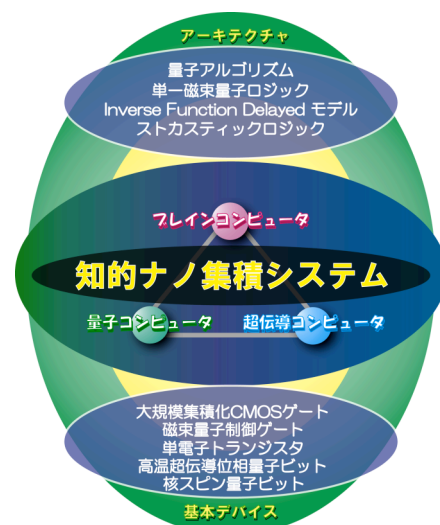 アーキテクチャ
量子アルゴリズム
単一磁束量子ロジック
Inverse Function Delayed モデル
ストカスティックロジック
ブレインコンピュータ
知的ナノ集積システム
量子コンピュータ
超伝導コンピュータ
大規模集積化CMOSゲート
磁束量子制御ゲート
単電子トランジスタ
高温超伝導位相量子ビット
核スピン量子ビット
基本デバイス